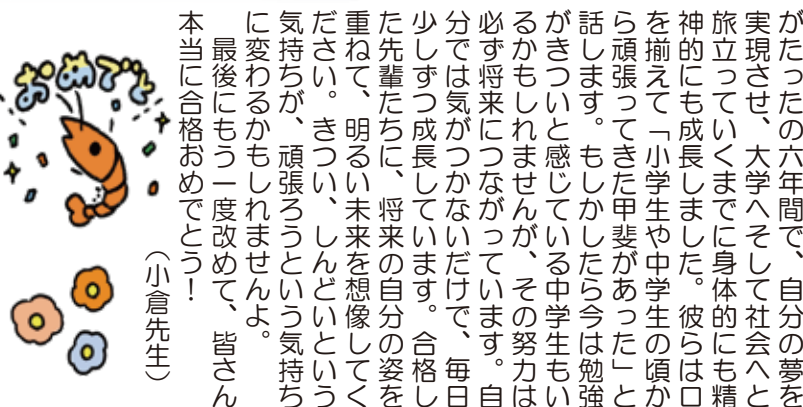 がたったの六年間で、自分の夢を
実現させ、大学へそして社会へと
旅立っていくまでに身体的にも精
神的にも成長しました。彼らは口
を揃えて「小学生や中学生の頃か
ら頑張ってきた甲斐があった」と
話します。もしかしたら今は勉強
がきついと感じている中学生もい
るかもしれませんが、その努力は
必ず将来につながっています。自
分では気がつかないだけで、毎日
少しずつ成長しています。合格し
た先輩たちに、将来の自分の姿を
重ねて、明るい未来を想像してく
ださい。きつい、しんどいという
気持ちが、頑張ろうという気持ち
に変わるかもしれませんよ。
最後にもう一度改めて、皆さん
本当に合格おめでとう!
(小倉先生)
おめでと